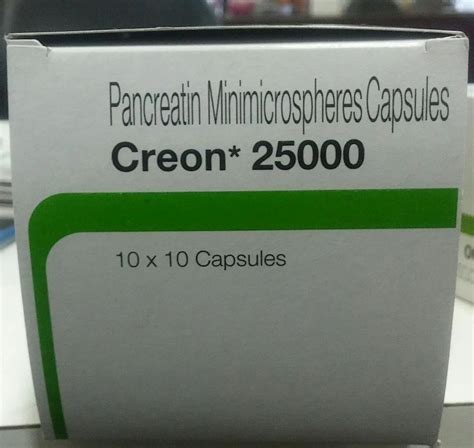 Pancreatin Minimicrospheres Capsules
Creon* 25000
10 x 10 Capsules